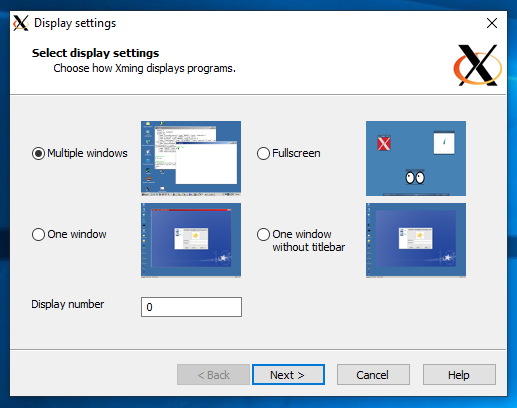 Display settings
Select display settings
Choose how Xming displays programs.
Multiple windows
Fullscreen
One window
One window
without titlebar
Display number
0
< Back
Next >
Cancel
Help